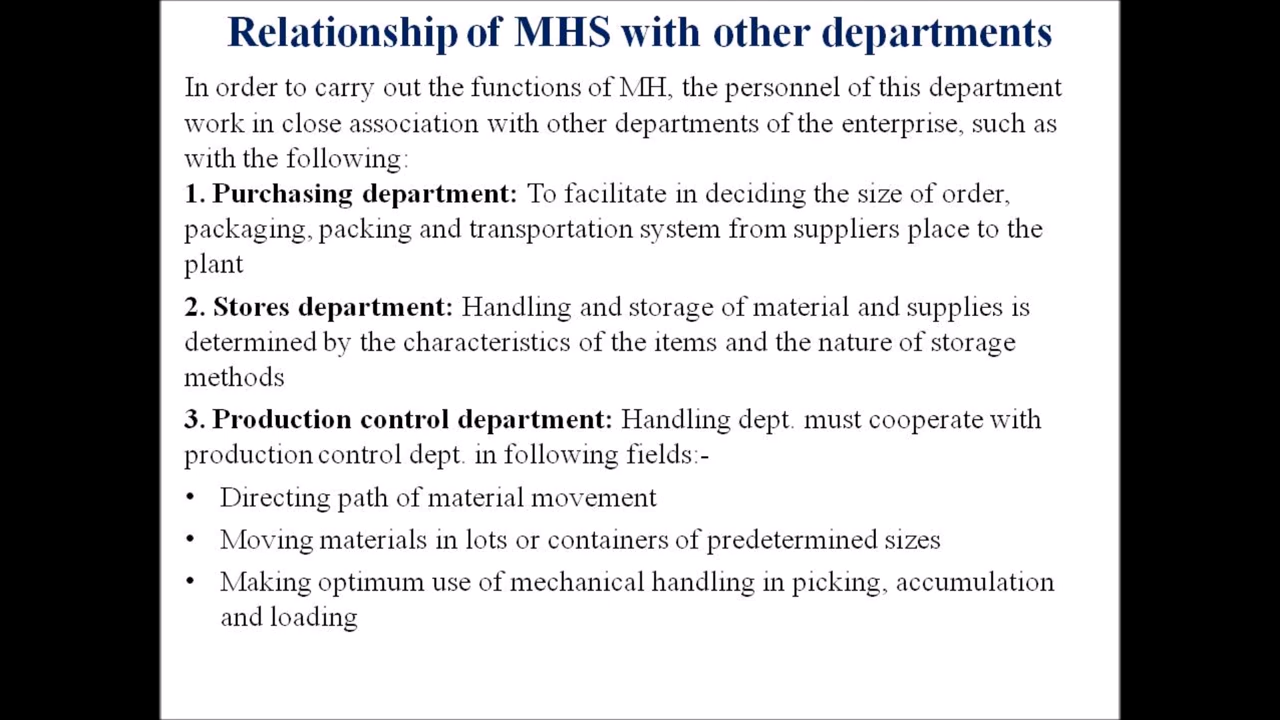 Relationship of MHS with other departments
In order to carry out the functions of MH, the personnel of this department
work in close association with other departments of the enterprise, such as
with the following:
1. Purchasing department: To facilitate in deciding the size of order,
packaging, packing and transportation system from suppliers place to the
plant
2. Stores department: Handling and storage of material and supplies is
determined by the characteristics of the items and the nature of storage
methods
3. Production control department: Handling dept. must cooperate with
production control dept. in following fields:-
• Directing path of material movement
• Moving materials in lots or containers of predetermined sizes
• Making optimum use of mechanical handling in picking, accumulation
and loading